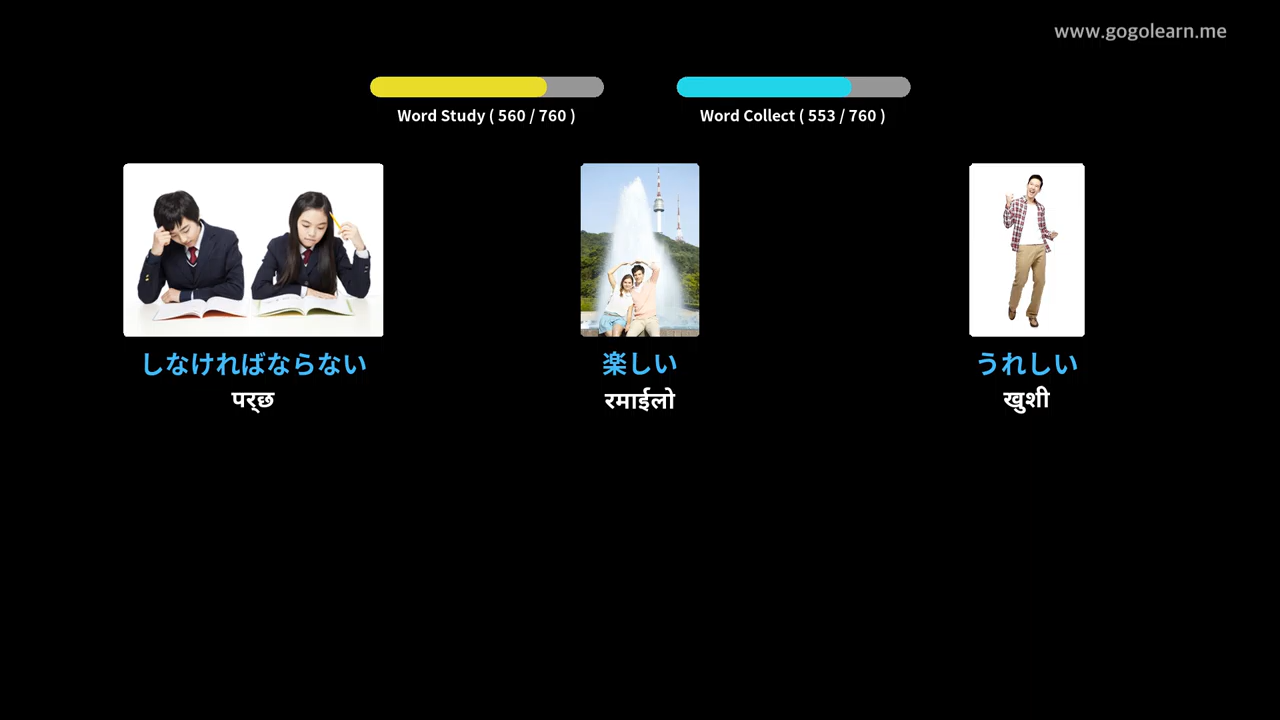 www.gogolearn.me
Word Study ( 560 / 760 )
Word Collect ( 553 / 760 )
しなければならない
पर्‌छ
楽しい
रमाईलो
うれしい
खुशी